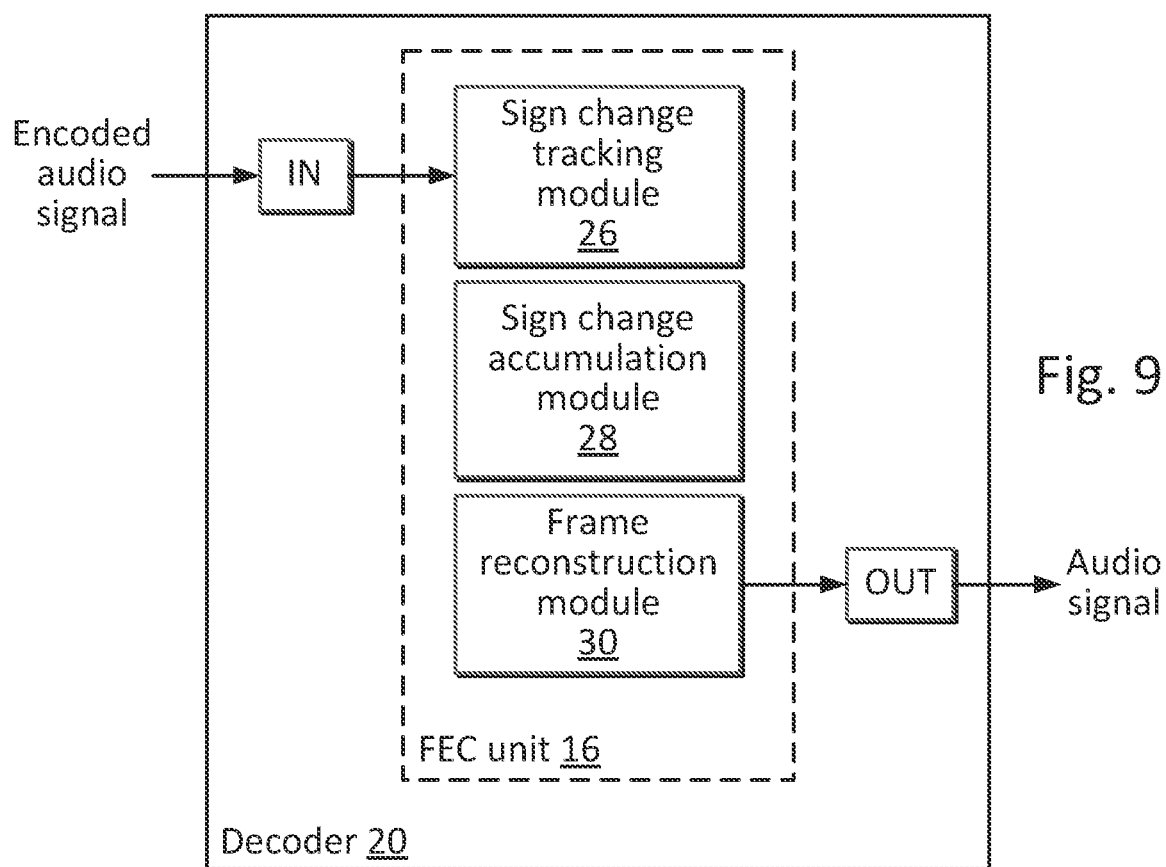 Encoded
audio
signal
IN
Sign change
tracking
module
26
Sign change
accumulation
module
28
Frame
reconstruction
module
30
FEC unit 16
Decoder 20
OUT
Audio
signal
Fig. 9